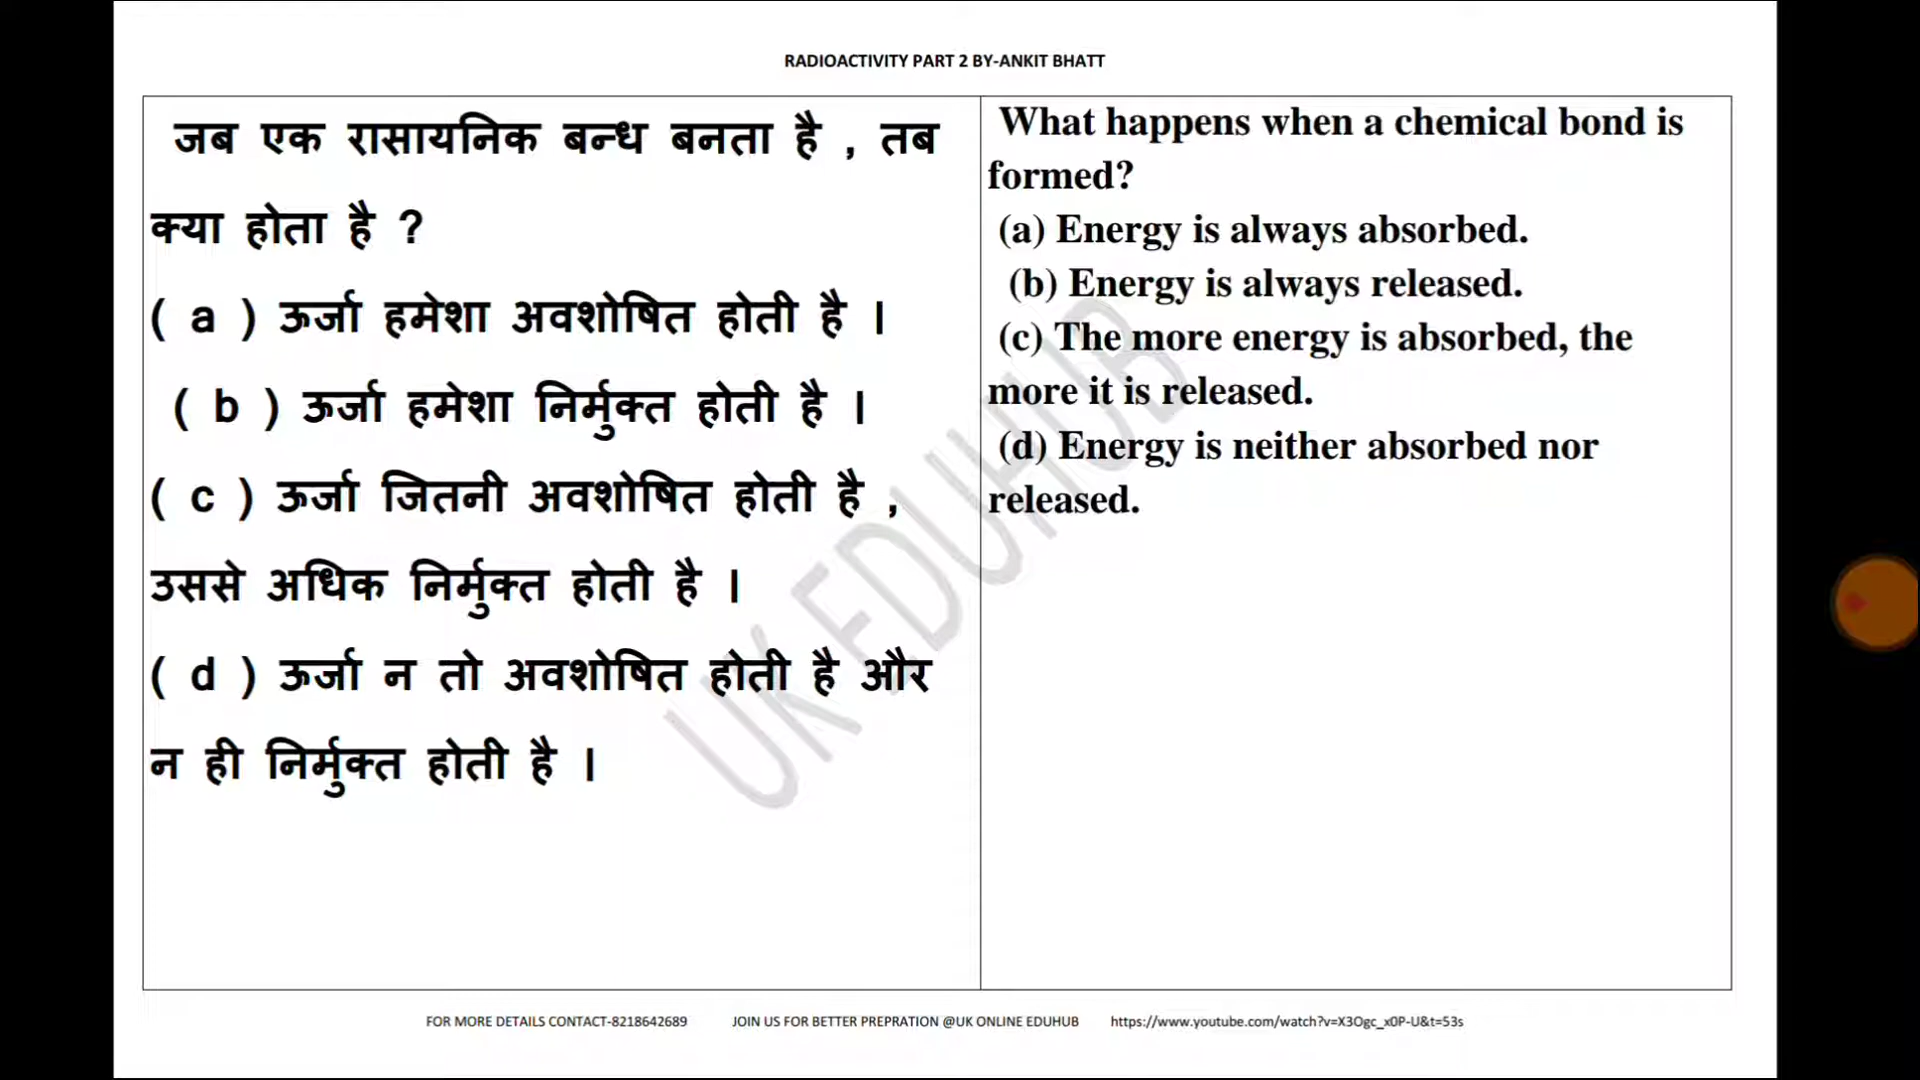 RADIOACTIVITY PART 2 BY-ANKIT BHATT
जब एक रासायनिक बन्ध बनता है , तब
क्या होता है ?
( a ) ऊर्जा हमेशा अवशोषित होती है ।
( b ) ऊर्जा हमेशा निर्मुक्त होती है ।
( c ) ऊर्जा जितनी अवशोषित होती है ,
उससे अधिक निर्मुक्त होती है ।
( d ) ऊर्जा न तो अवशोषित होती है और
न ही निर्मुक्त होती है ।
What happens when a chemical bond is
formed?
(a) Energy is always absorbed.
(b) Energy is always released.
(c) The more energy is absorbed, the
more it is released.
(d) Energy is neither absorbed nor
released.
UK EDUHUB
FOR MORE DETAILS CONTACT-8218642689 JOIN US FOR BETTER PREPRATION @UK ONLINE EDUHUB https://www.youtube.com/watch?v=X3Ogc_x0P-U&t=53s